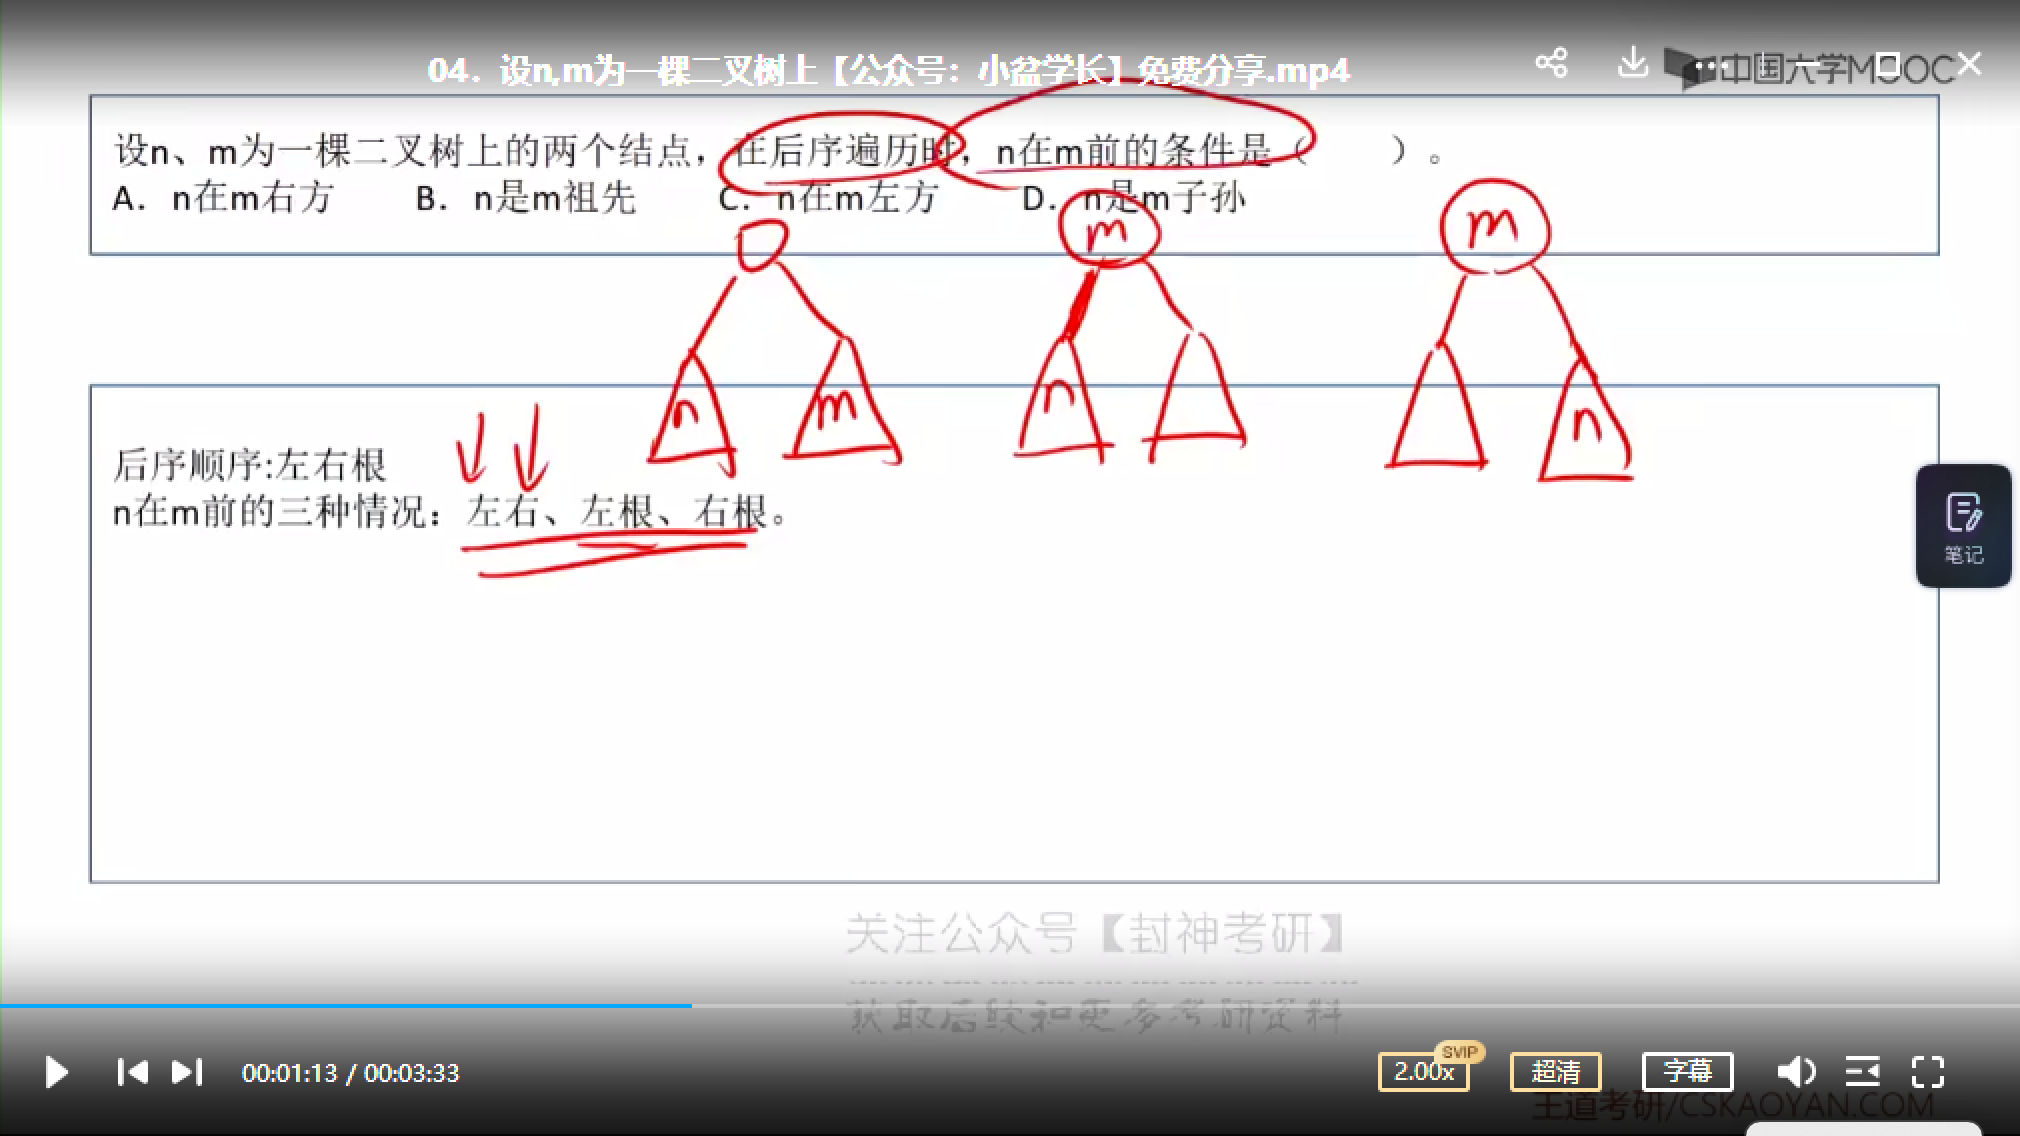 04. 设n,m为一棵二叉树上【公众号：小盆学长】免费分享.mp4
中国大学MOOC
设n、m为一棵二叉树上的两个结点，在后序遍历时，n在m前的条件是（ ）。
A. n在m右方 B. n是m祖先 C. n在m左方 D. n是m子孙
m
m
n
m
n
n
后序顺序:左右根
n在m前的三种情况：左右、左根、右根。
笔记
关注公众号【封神考研】
获取后续和更多考研资料
00:01:13 / 00:03:33
2.00x
SVIP
超清
字幕
王道考研/CSKAOYAN.COM